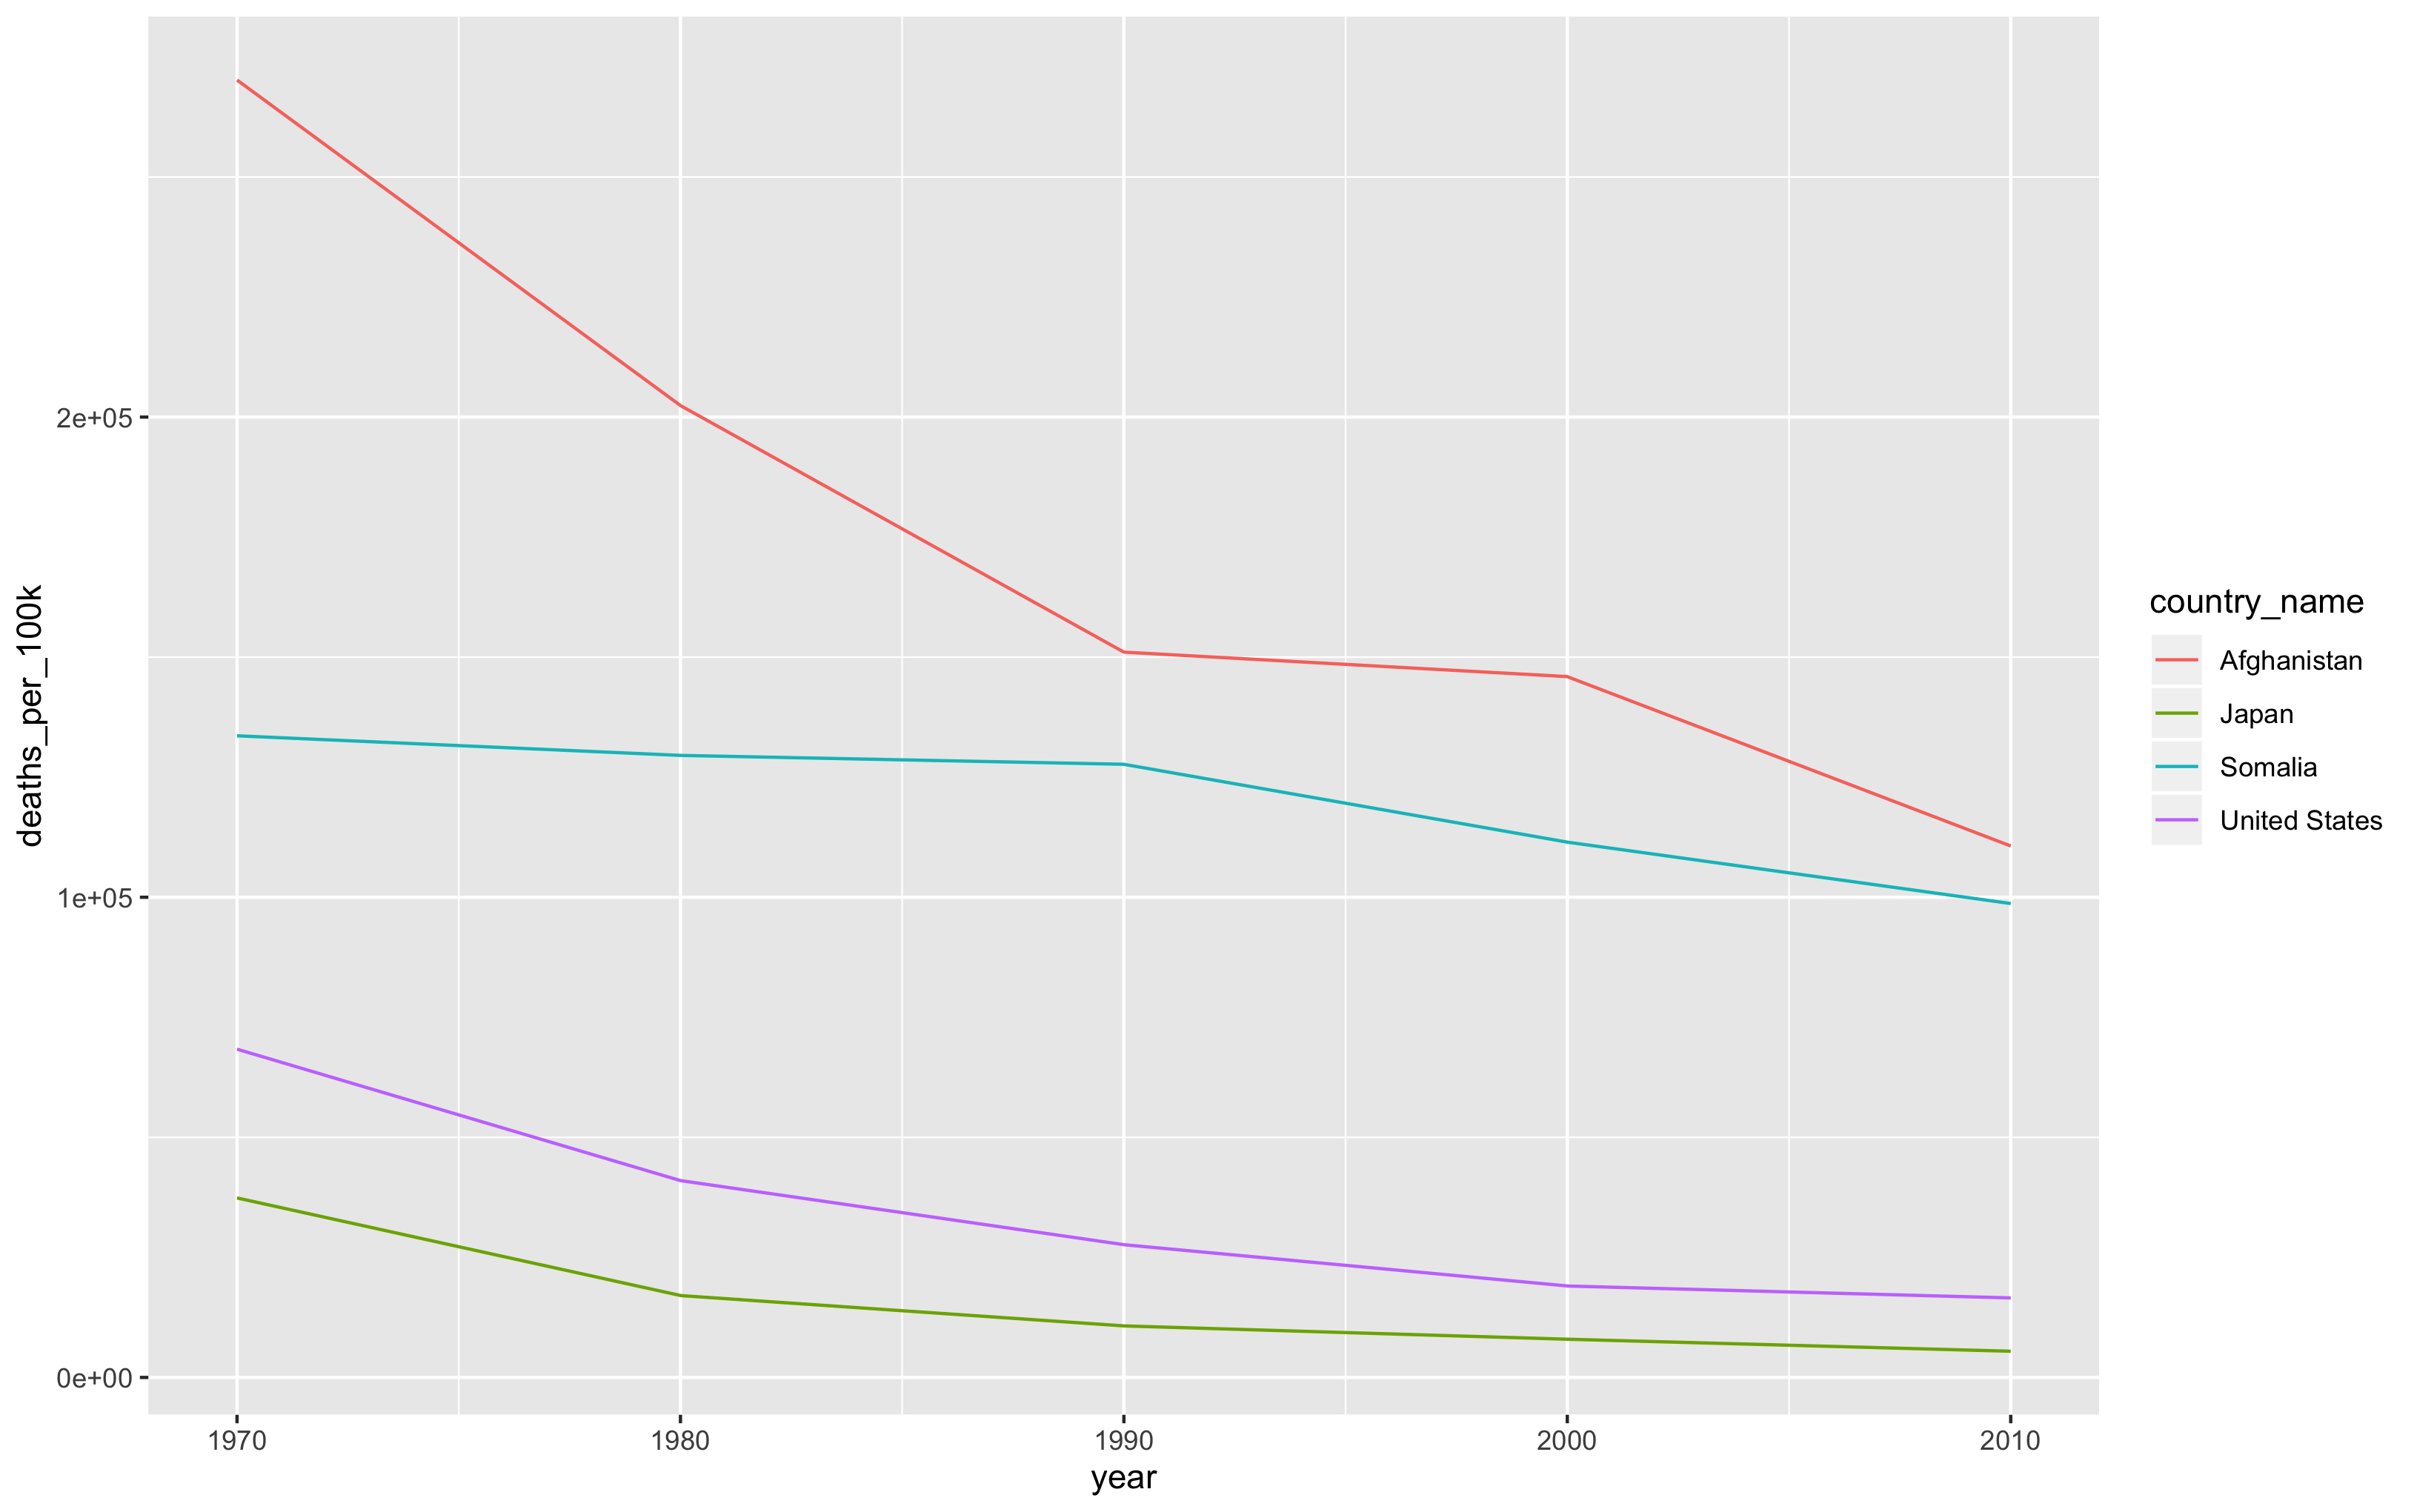 deaths_per_100k
2e+05
1e+05
0e+00
1970 1980 1990 2000 2010
year
country_name
Afghanistan
Japan
Somalia
United States